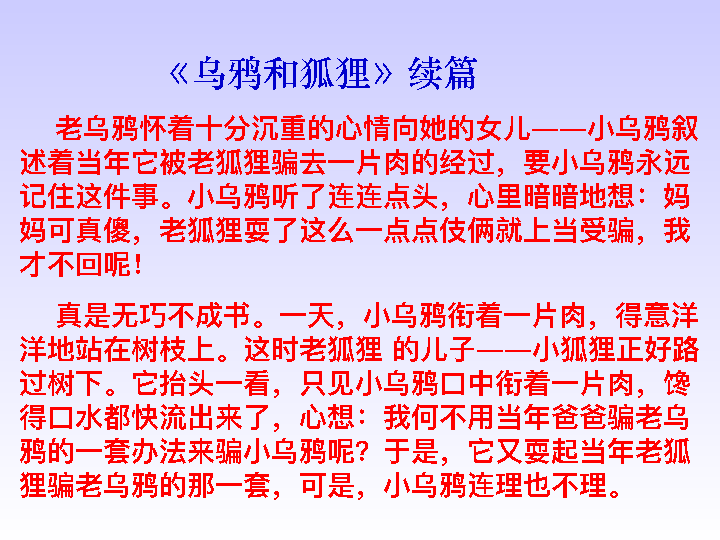 《乌鸦和狐狸》续篇
老乌鸦怀着十分沉重的心情向她的女儿——小乌鸦叙
述着当年它被老狐狸骗去一片肉的经过，要小乌鸦永远
记住这件事。小乌鸦听了连连点头，心里暗暗地想：妈
妈可真傻，老狐狸耍了这么一点点伎俩就上当受骗，我
才不回呢！
真是无巧不成书。一天，小乌鸦衔着一片肉，得意洋
洋地站在树枝上。这时老狐狸 的儿子——小狐狸正好路
过树下。它抬头一看，只见小乌鸦口中衔着一片肉，馋
得口水都快流出来了，心想：我何不用当年爸爸骗老乌
鸦的一套办法来骗小乌鸦呢？于是，它又耍起当年老狐
狸骗老乌鸦的那一套，可是，小乌鸦连理也不理。